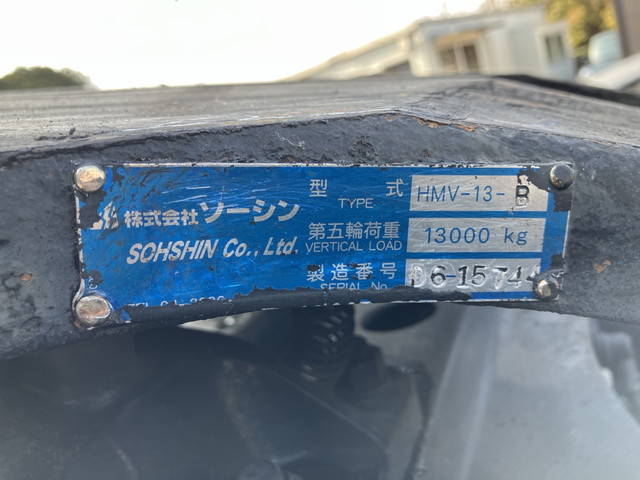 株式会社 ソーシン
SOHSHIN Co., Ltd.
型 式 HMV-13-B
TYPE
第五輪荷重 13000 kg
VERTICAL LOAD
製造番号 D6-1574
SERIAL No.